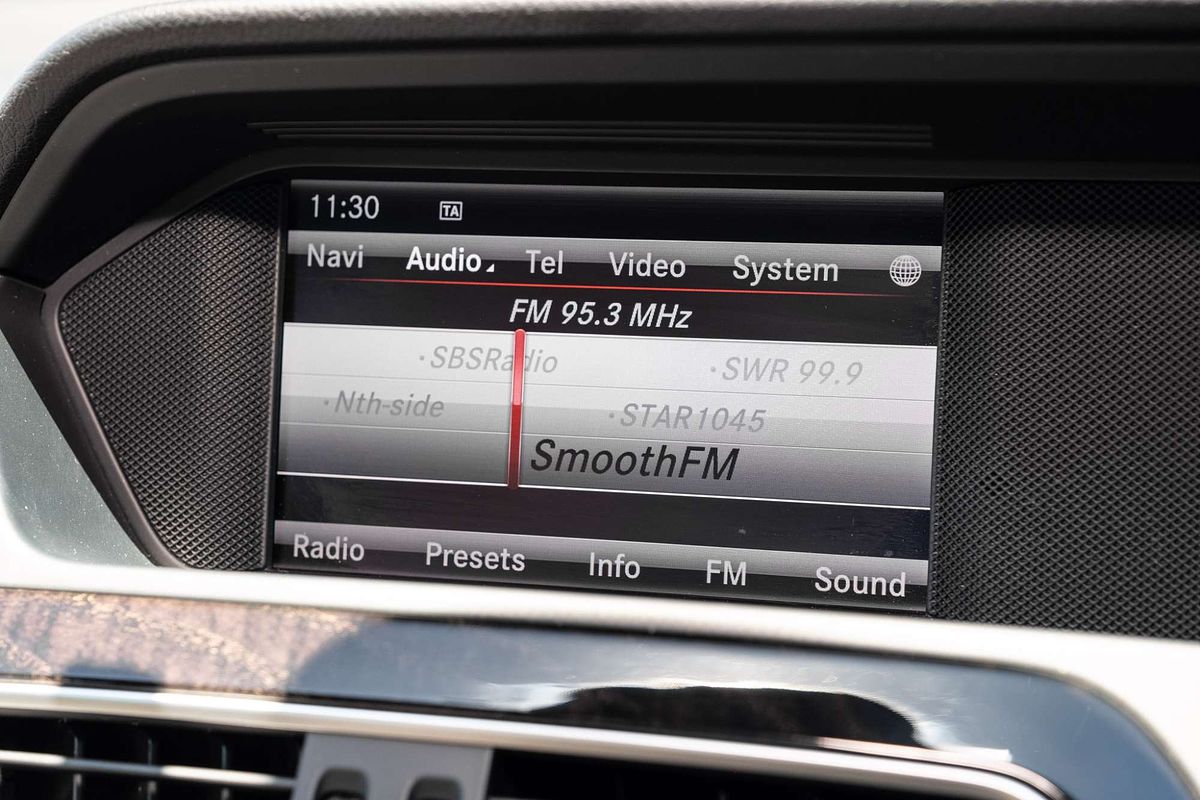 11:30 TA
Navi Audio Tel Video System
FM 95.3 MHz
·SBSRadio ·SWR 99.9
·Nth-side ·STAR1045
SmoothFM
Radio Presets Info FM Sound